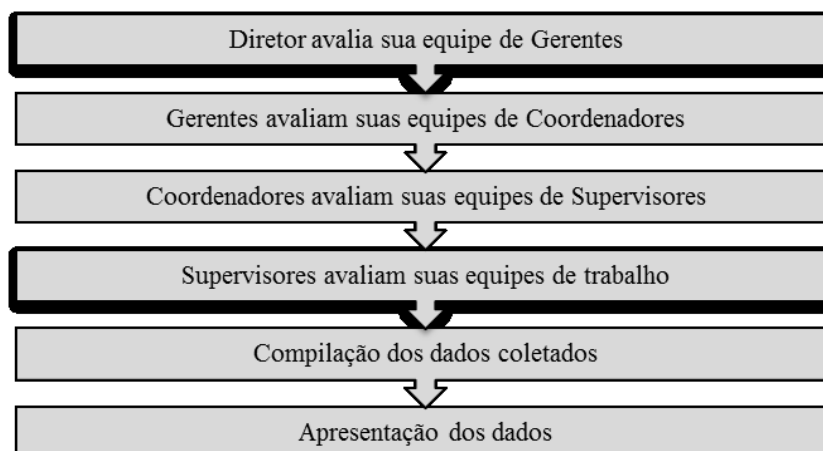 Diretor avalia sua equipe de Gerentes
Gerentes avaliam suas equipes de Coordenadores
Coordenadores avaliam suas equipes de Supervisores
Supervisores avaliam suas equipes de trabalho
Compilação dos dados coletados
Apresentação dos dados